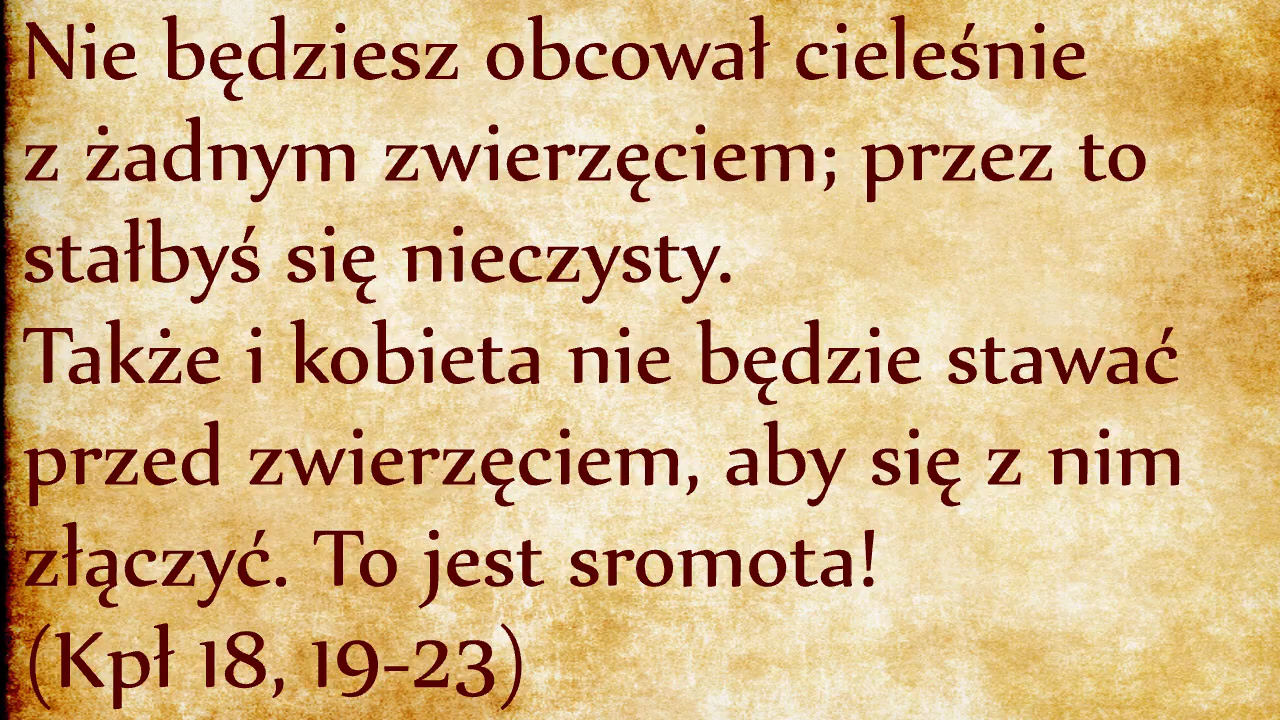 Nie będziesz obcował cieleśnie
z żadnym zwierzęciem; przez to
stałbyś się nieczysty.
Także i kobieta nie będzie stawać
przed zwierzęciem, aby się z nim
złączyć. To jest sromota!
(Kpł 18, 19-23)